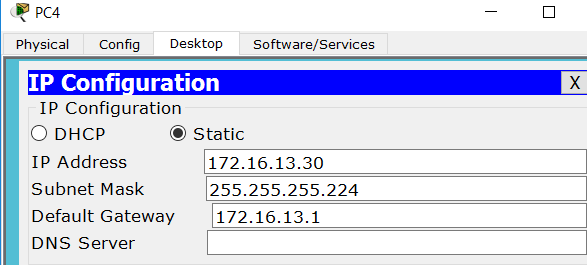 PC4
Physical Config Desktop Software/Services
IP Configuration X
IP Configuration
DHCP Static
IP Address 172.16.13.30
Subnet Mask 255.255.255.224
Default Gateway 172.16.13.1
DNS Server